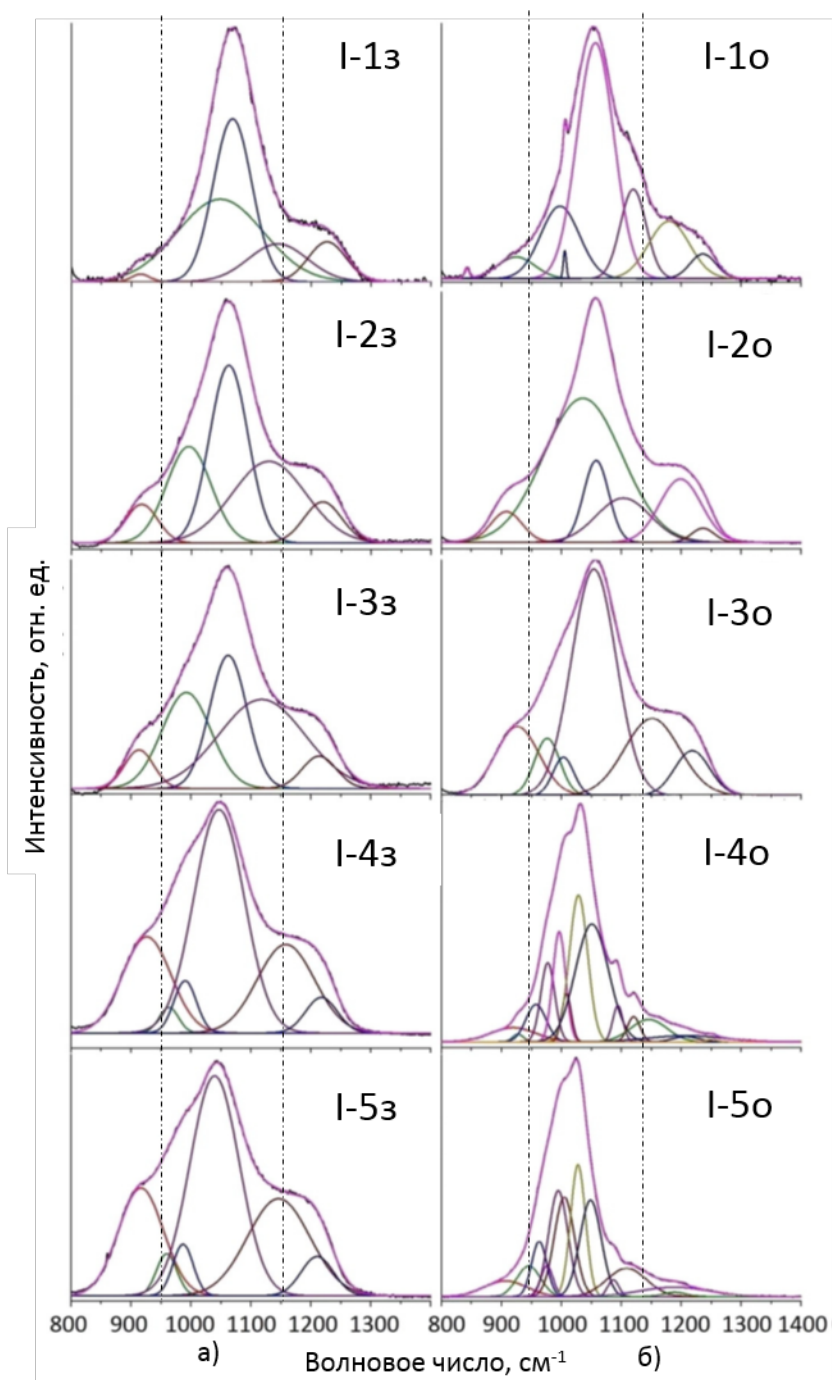 I-1з
I-1о
I-2з
I-2о
I-3з
I-3о
I-4з
I-4о
I-5з
I-5о
Интенсивность, отн. ед.
800 900 1000 1100 1200 1300 800 900 1000 1100 1200 1300 1400
а) Волновое число, см⁻¹ б)